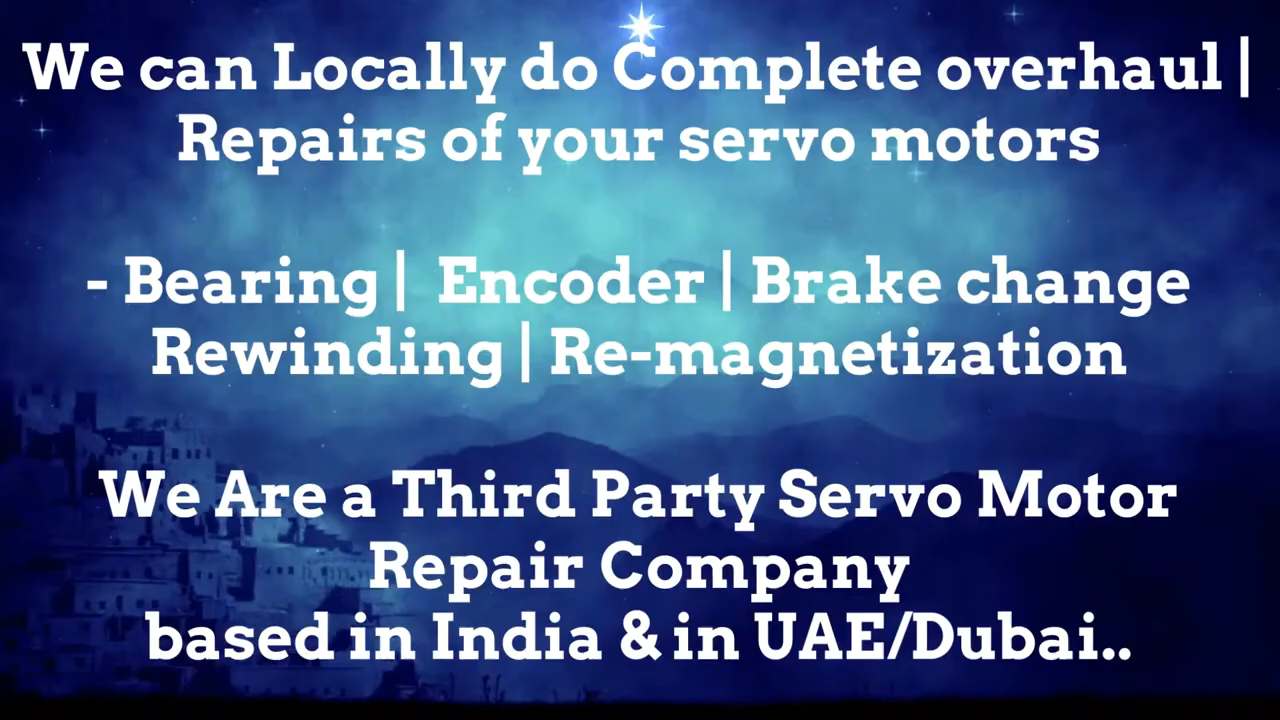 We can Locally do Complete overhaul |
Repairs of your servo motors
- Bearing | Encoder | Brake change
Rewinding | Re-magnetization
We Are a Third Party Servo Motor
Repair Company
based in India & in UAE/Dubai..